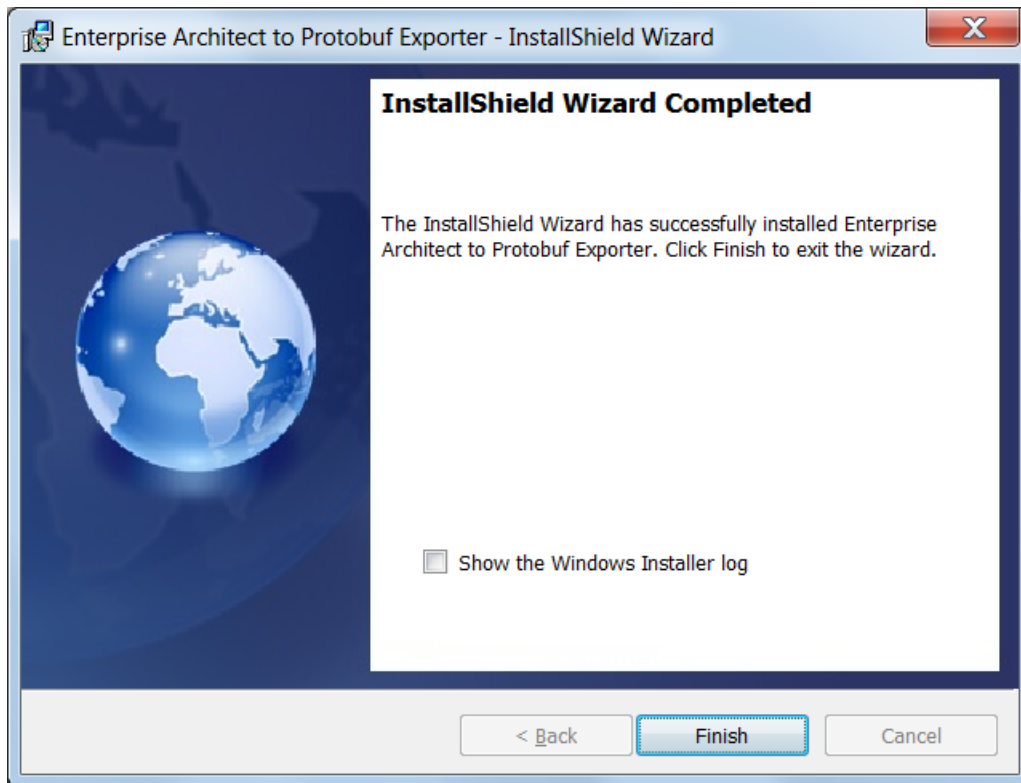 Enterprise Architect to Protobuf Exporter - InstallShield Wizard
InstallShield Wizard Completed
The InstallShield Wizard has successfully installed Enterprise
Architect to Protobuf Exporter. Click Finish to exit the wizard.
Show the Windows Installer log
< Back
Finish
Cancel